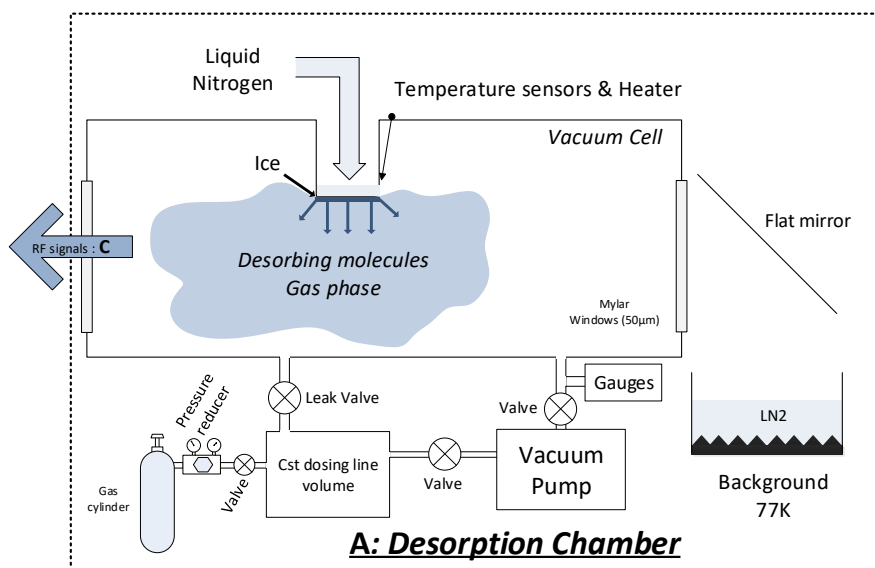 Liquid
Nitrogen
Temperature sensors & Heater
Vacuum Cell
Ice
Flat mirror
RF signals : C
Desorbing molecules
Gas phase
Mylar
Windows (50µm)
Gauges
Pressure
reducer
Leak Valve
Valve
LN2
Cst dosing line
volume
Vacuum
Pump
Gas
cylinder
Valve
Valve
Background
77K
A: Desorption Chamber